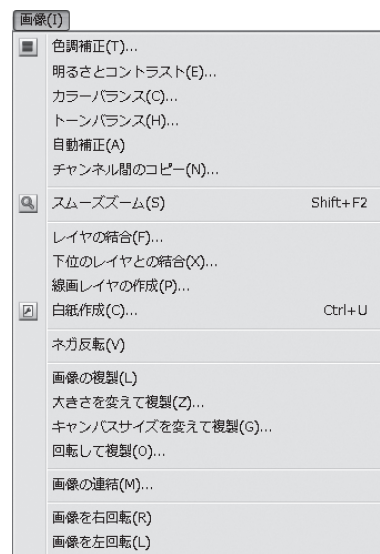 画像(I)
色調補正(T)...
明るさとコントラスト(E)...
カラーバランス(C)...
トーンバランス(H)...
自動補正(A)
チャンネル間のコピー(N)...
スムーズズーム(S) Shift+F2
レイヤの結合(F)...
下位のレイヤとの結合(X)...
線画レイヤの作成(P)...
白紙作成(C)... Ctrl+U
ネガ反転(V)
画像の複製(L)
大きさを変えて複製(Z)...
キャンバスサイズを変えて複製(G)...
回転して複製(O)...
画像の連結(M)...
画像を右回転(R)
画像を左回転(L)